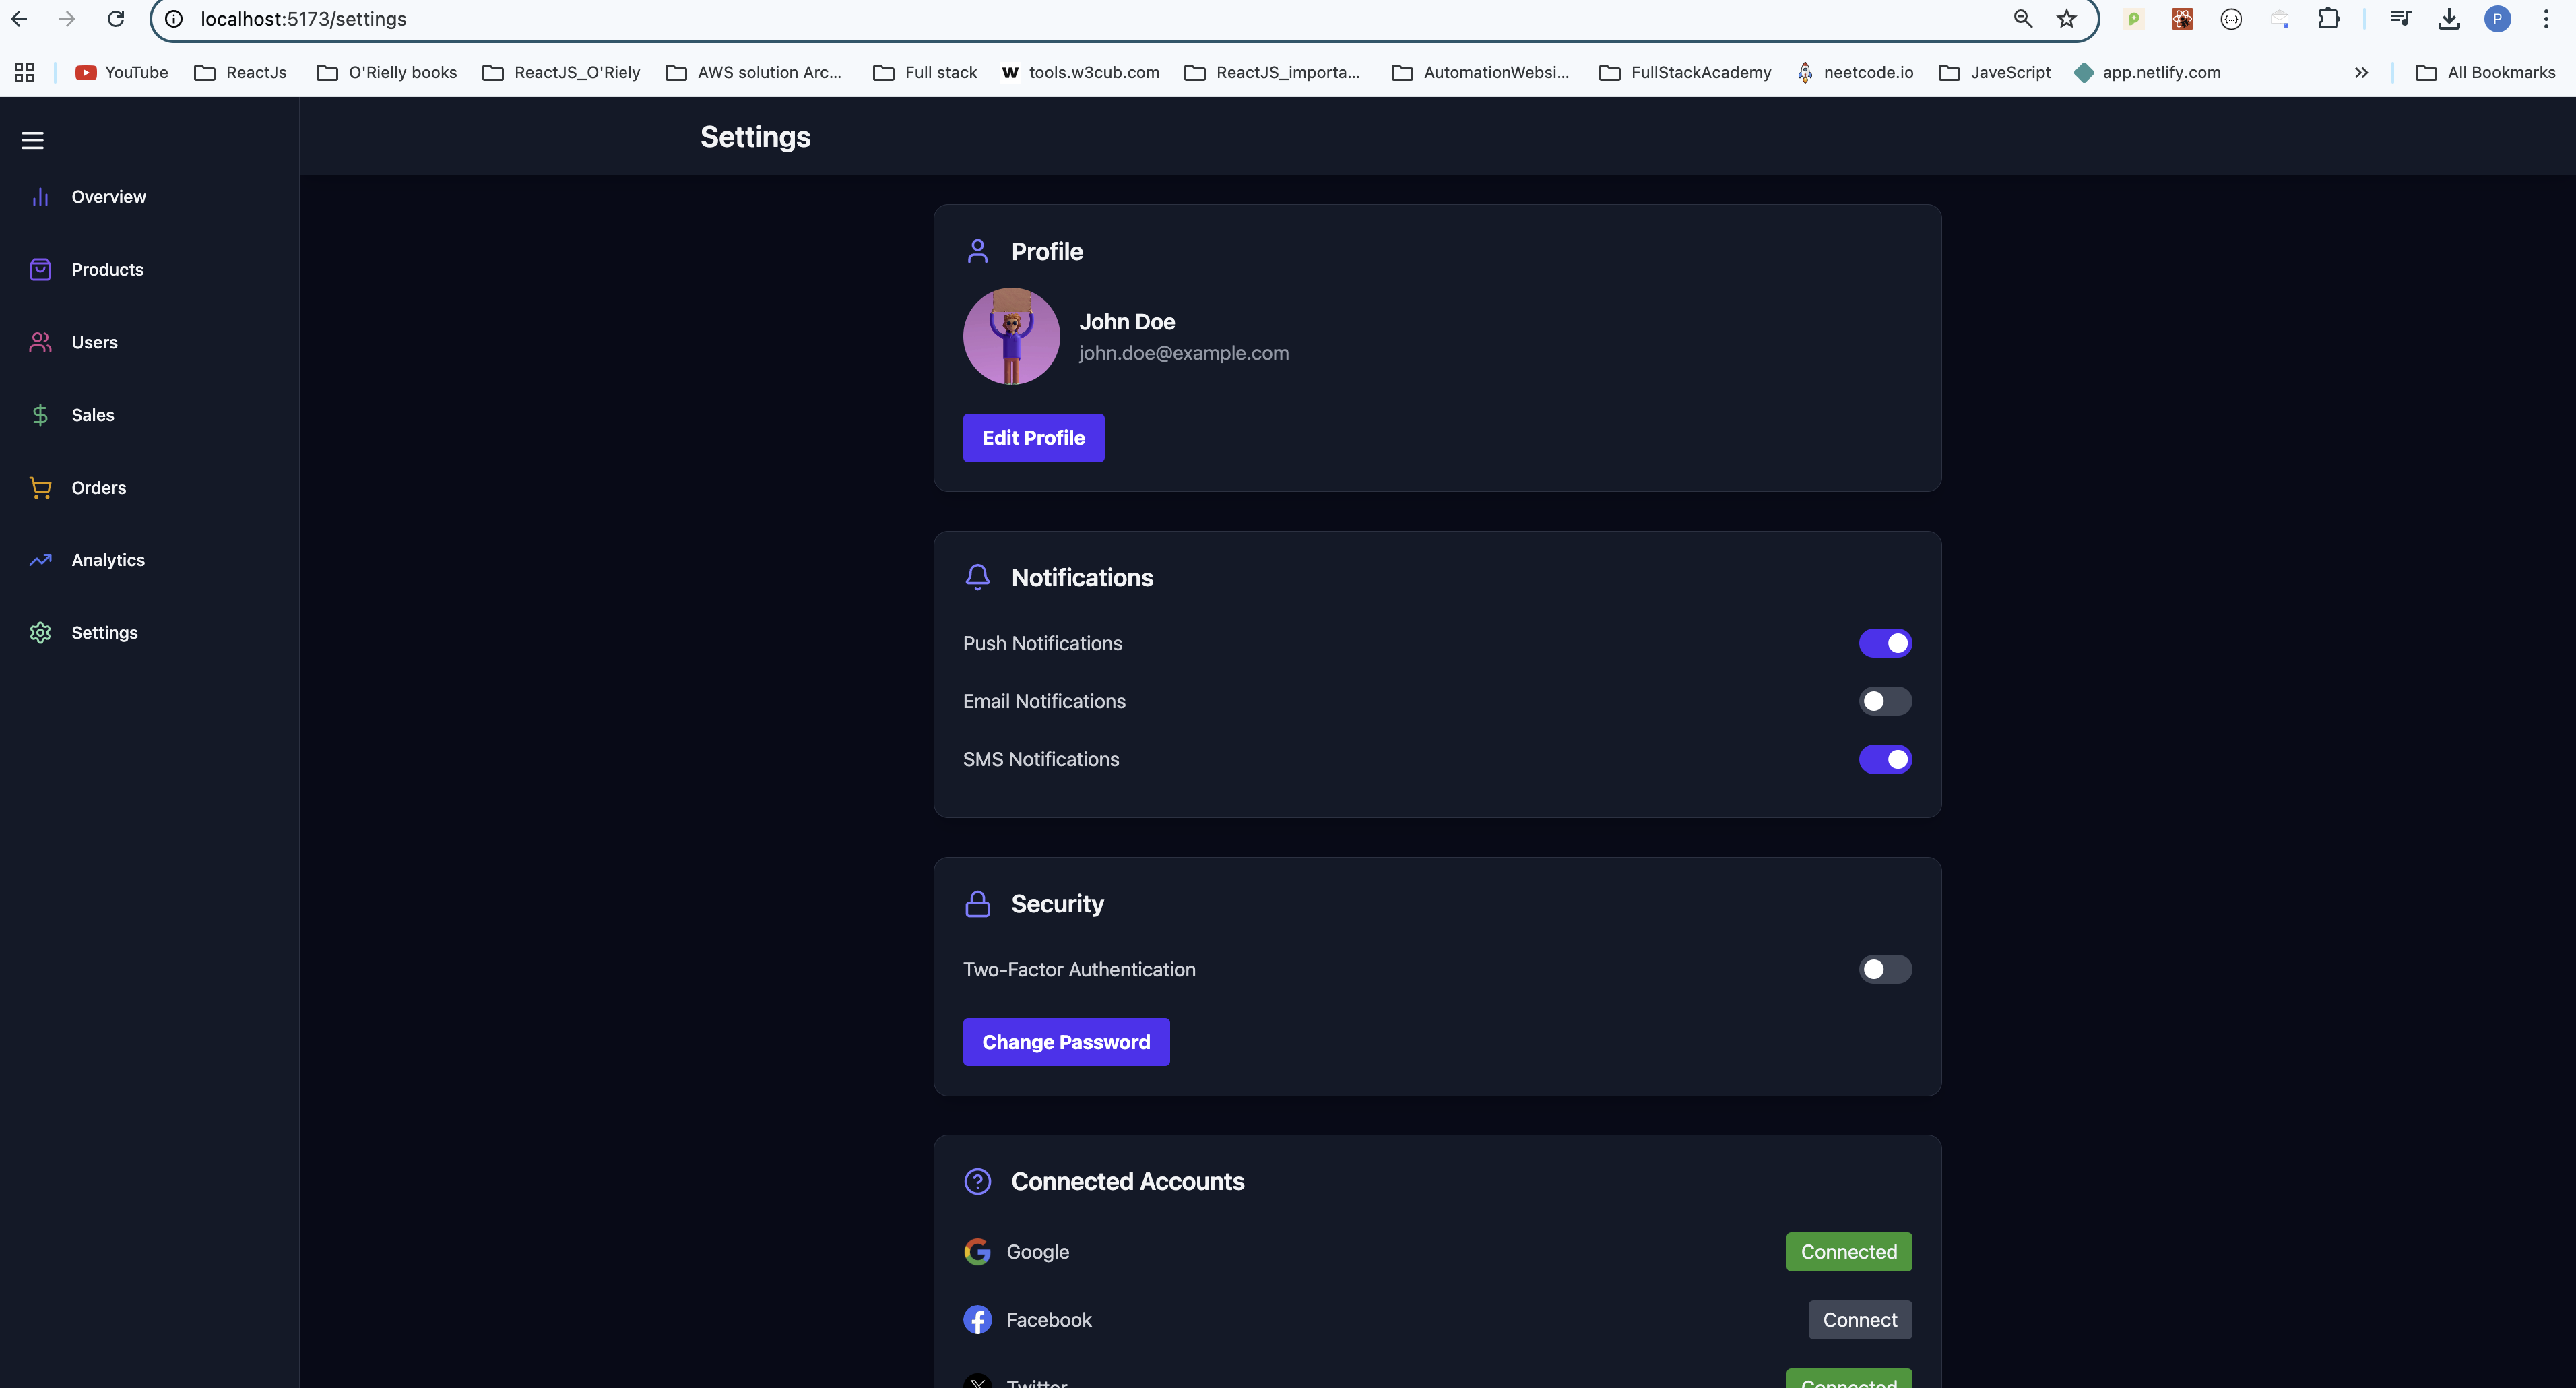 localhost:5173/settings
P
YouTube
ReactJs
O'Rielly books
ReactJS_O'Riely
AWS solution Arc...
Full stack
W tools.w3cub.com
ReactJS_importa...
AutomationWebsi...
FullStackAcademy
neetcode.io
JaveScript
app.netlify.com
All Bookmarks
Settings
Overview
Products
Users
Sales
Orders
Analytics
Settings
Profile
John Doe
john.doe@example.com
Edit Profile
Notifications
Push Notifications
Email Notifications
SMS Notifications
Security
Two-Factor Authentication
Change Password
Connected Accounts
Google
Connected
Facebook
Connect
Twitter
Connected